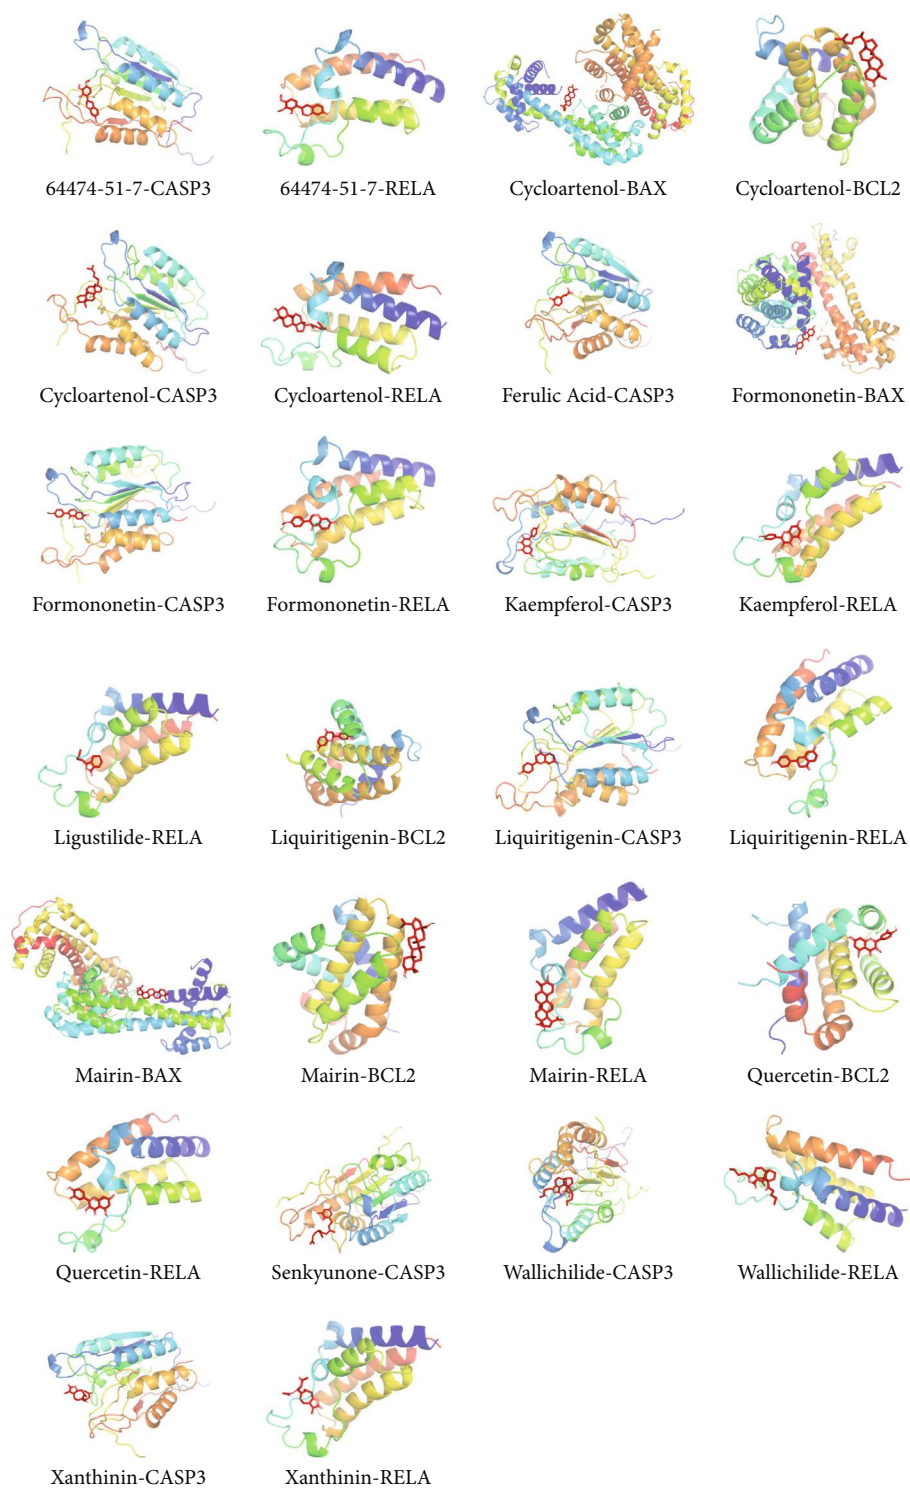 64474-51-7-CASP3
64474-51-7-RELA
Cycloartenol-BAX
Cycloartenol-BCL2
Cycloartenol-CASP3
Cycloartenol-RELA
Ferulic Acid-CASP3
Formononetin-BAX
Formononetin-CASP3
Formononetin-RELA
Kaempferol-CASP3
Kaempferol-RELA
Ligustilide-RELA
Liquiritigenin-BCL2
Liquiritigenin-CASP3
Liquiritigenin-RELA
Mairin-BAX
Mairin-BCL2
Mairin-RELA
Quercetin-BCL2
Quercetin-RELA
Senkyunone-CASP3
Wallichilide-CASP3
Wallichilide-RELA
Xanthinin-CASP3
Xanthinin-RELA